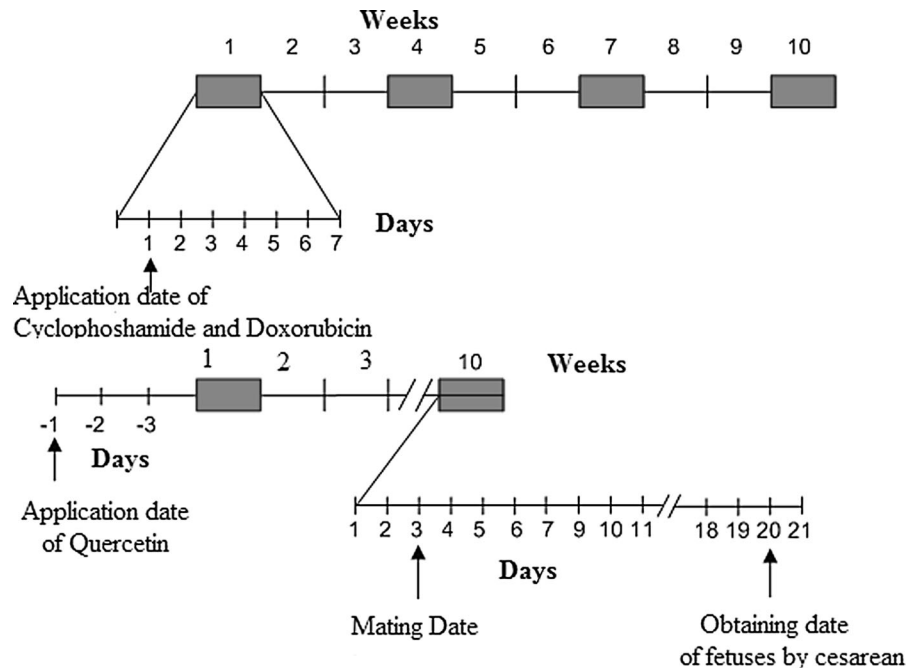 Weeks
1 2 3 4 5 6 7 8 9 10
Days
1 2 3 4 5 6 7
Application date of
Cyclophoshamide and Doxorubicin
1 2 3 10 Weeks
-1 -2 -3
Days
Application date
of Quercetin
1 2 3 4 5 6 7 9 10 11 18 19 20 21
Days
Mating Date
Obtaining date
of fetuses by cesarean